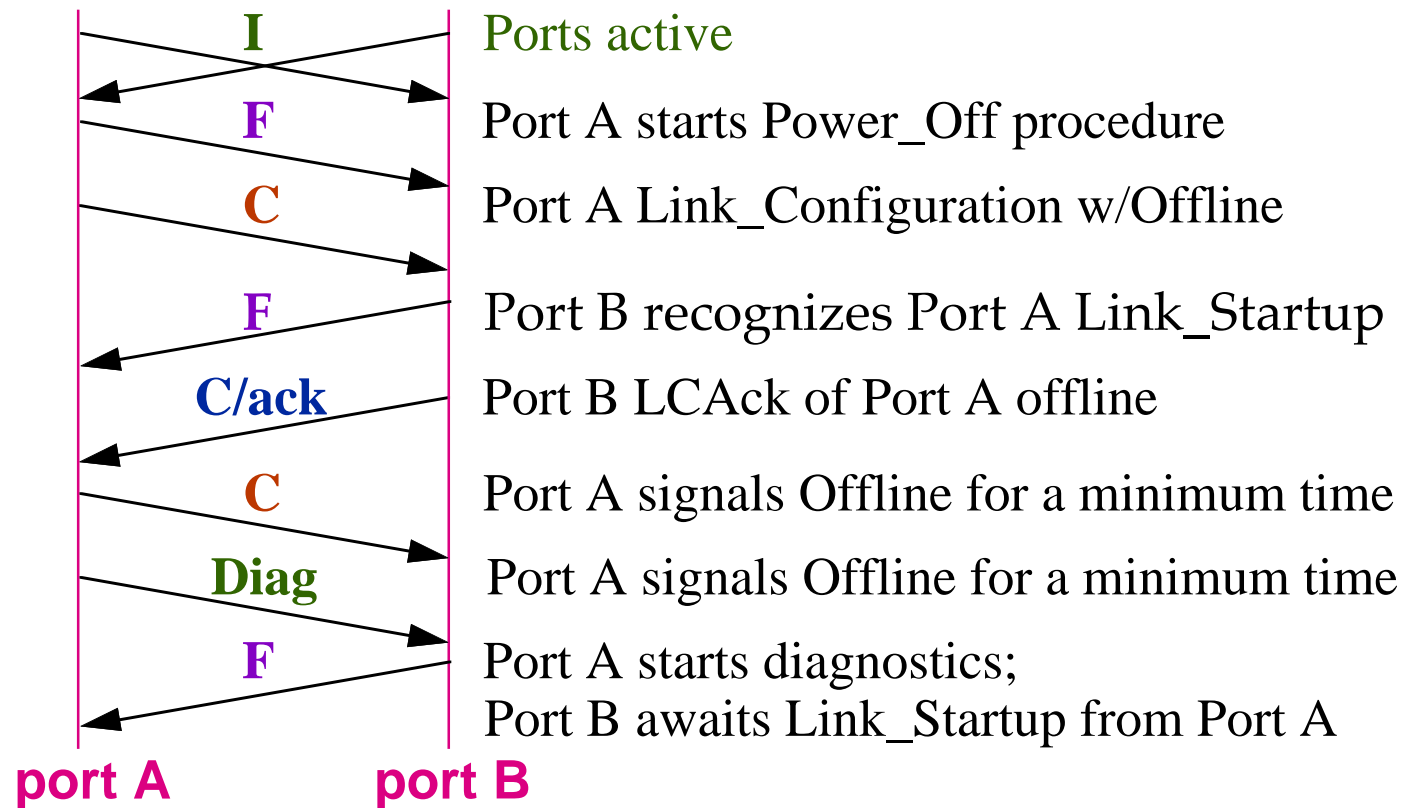 I Ports active
F Port A starts Power_Off procedure
C Port A Link_Configuration w/Offline
F Port B recognizes Port A Link_Startup
C/ack Port B LCAck of Port A offline
C Port A signals Offline for a minimum time
Diag Port A signals Offline for a minimum time
F Port A starts diagnostics;
Port B awaits Link_Startup from Port A
port A port B